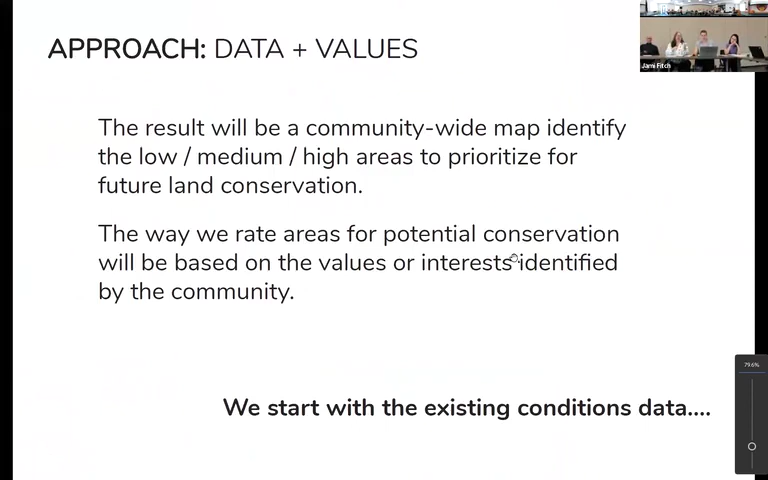 APPROACH: DATA + VALUES
Jami Fitch
The result will be a community-wide map identify
the low / medium / high areas to prioritize for
future land conservation.
The way we rate areas for potential conservation
will be based on the values or interests identified
by the community.
79.6%
We start with the existing conditions data....